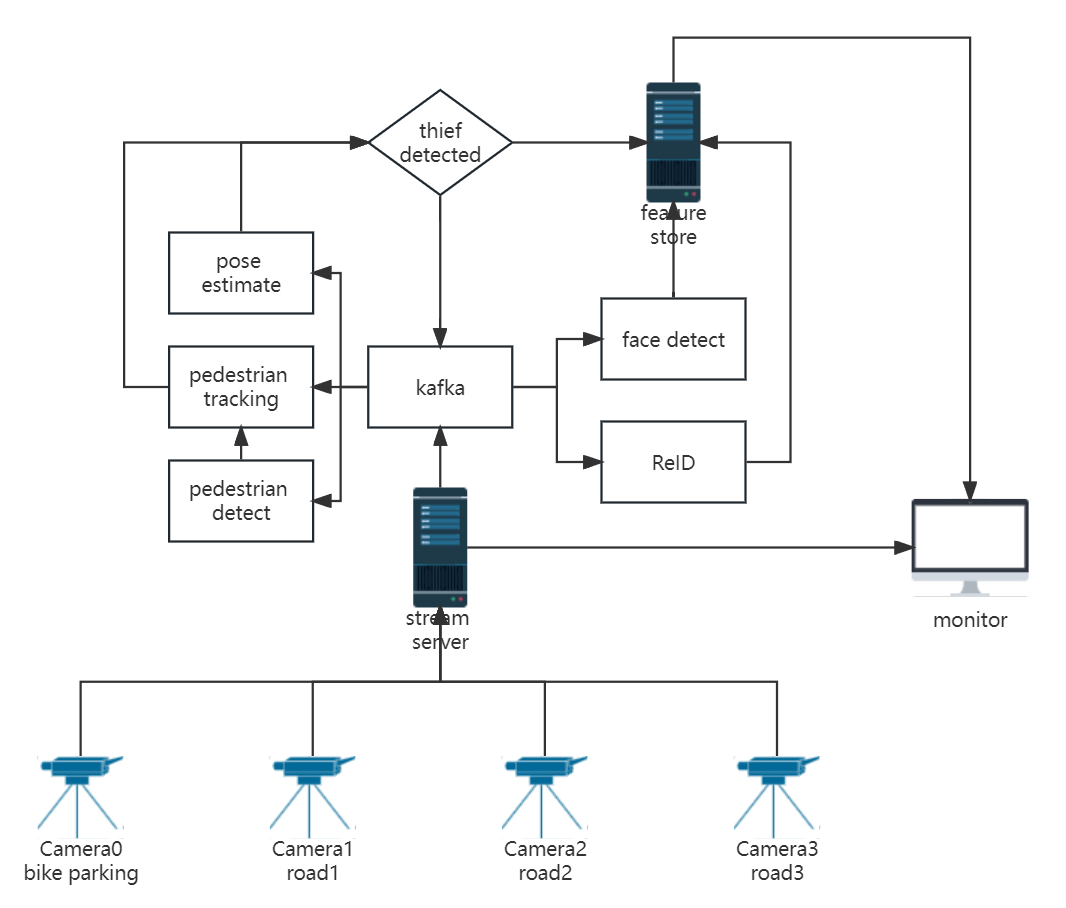 thief
detected
feature
store
pose
estimate
face detect
pedestrian
tracking
kafka
ReID
pedestrian
detect
stream
server
monitor
Camera0
bike parking
Camera1
road1
Camera2
road2
Camera3
road3